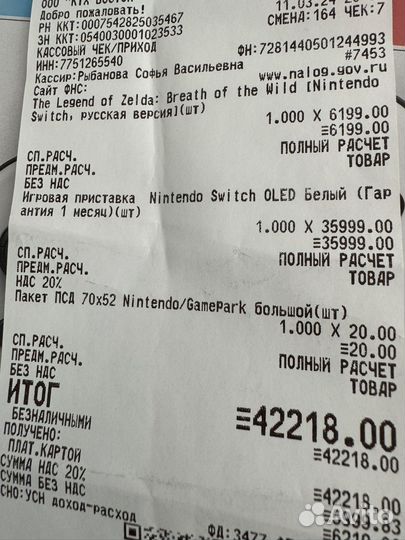 Добро пожаловать!
РН ККТ:0007542825035467
11.03.24
ЗН ККТ:0540030001023533
СМЕНА:164 ЧЕК:7
КАССОВЫЙ ЧЕК/ПРИХОД
ИНН:7751265540
ФН:7281440501244993
Кассир:Рыбанова Софья Васильевна
#7453
Сайт ФНС:
www.nalog.gov.ru
The Legend of Zelda: Breath of the Wild [Nintendo
Switch, русская версия](шт)
1.000 X 6199.00
≡6199.00
СП.РАСЧ.
ПОЛНЫЙ РАСЧЕТ
ПРЕДМ.РАСЧ.
ТОВАР
БЕЗ НДС
Игровая приставка Nintendo Switch OLED Белый (Гар
антия 1 месяц)(шт)
1.000 X 35999.00
≡35999.00
СП.РАСЧ.
ПОЛНЫЙ РАСЧЕТ
ПРЕДМ.РАСЧ.
ТОВАР
НДС 20%
Пакет ПСД 70x52 Nintendo/GamePark большой(шт)
1.000 X 20.00
≡20.00
СП.РАСЧ.
ПОЛНЫЙ РАСЧЕТ
ПРЕДМ.РАСЧ.
ТОВАР
БЕЗ НДС
ИТОГ
≡42218.00
БЕЗНАЛИЧНЫМИ
≡42218.00
ПОЛУЧЕНО:
ПЛАТ.КАРТОЙ
≡42218.00
СУММА НДС 20%
СУММА БЕЗ НДС
СНО:УСН доход-расход
ФД:3477
Avito